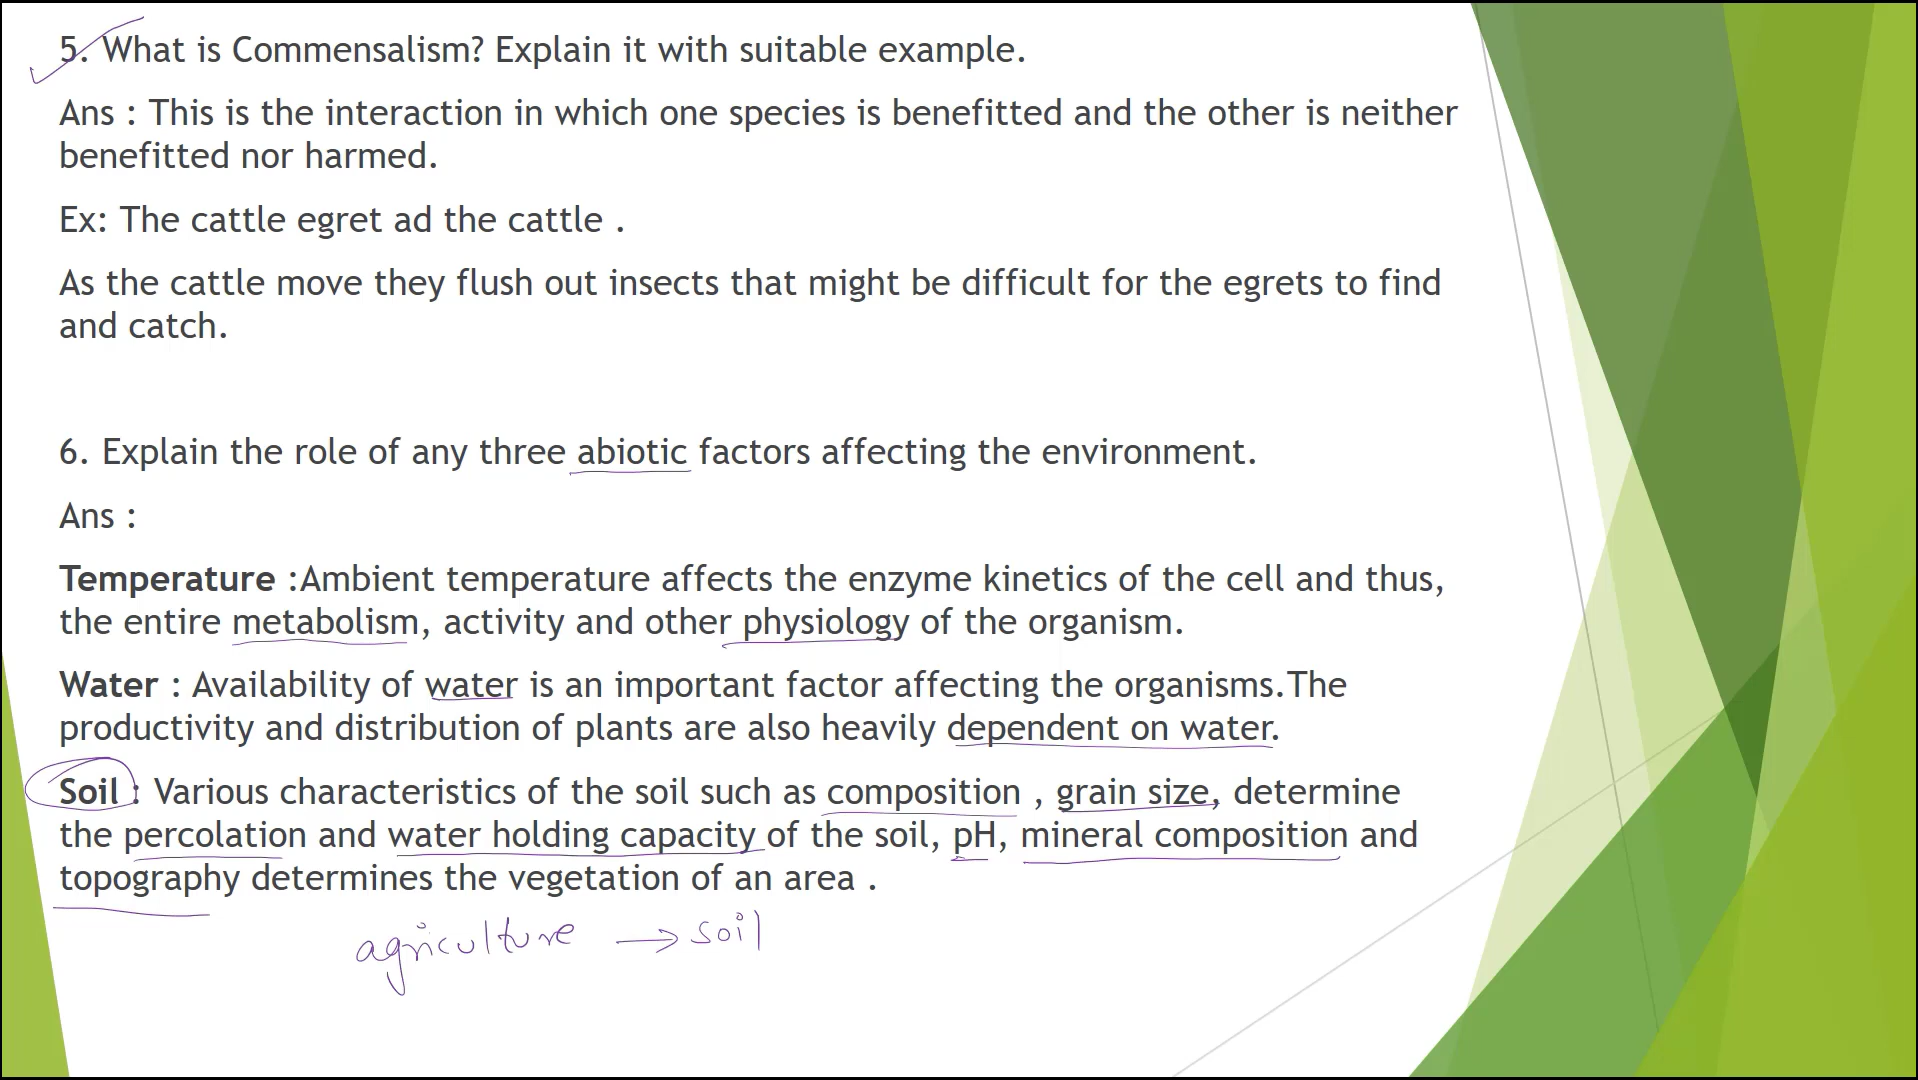 5. What is Commensalism? Explain it with suitable example.
Ans : This is the interaction in which one species is benefitted and the other is neither
benefitted nor harmed.
Ex: The cattle egret ad the cattle .
As the cattle move they flush out insects that might be difficult for the egrets to find
and catch.
6. Explain the role of any three abiotic factors affecting the environment.
Ans :
Temperature :Ambient temperature affects the enzyme kinetics of the cell and thus,
the entire metabolism, activity and other physiology of the organism.
Water : Availability of water is an important factor affecting the organisms.The
productivity and distribution of plants are also heavily dependent on water.
Soil : Various characteristics of the soil such as composition , grain size, determine
the percolation and water holding capacity of the soil, pH, mineral composition and
topography determines the vegetation of an area .
agriculture → soil